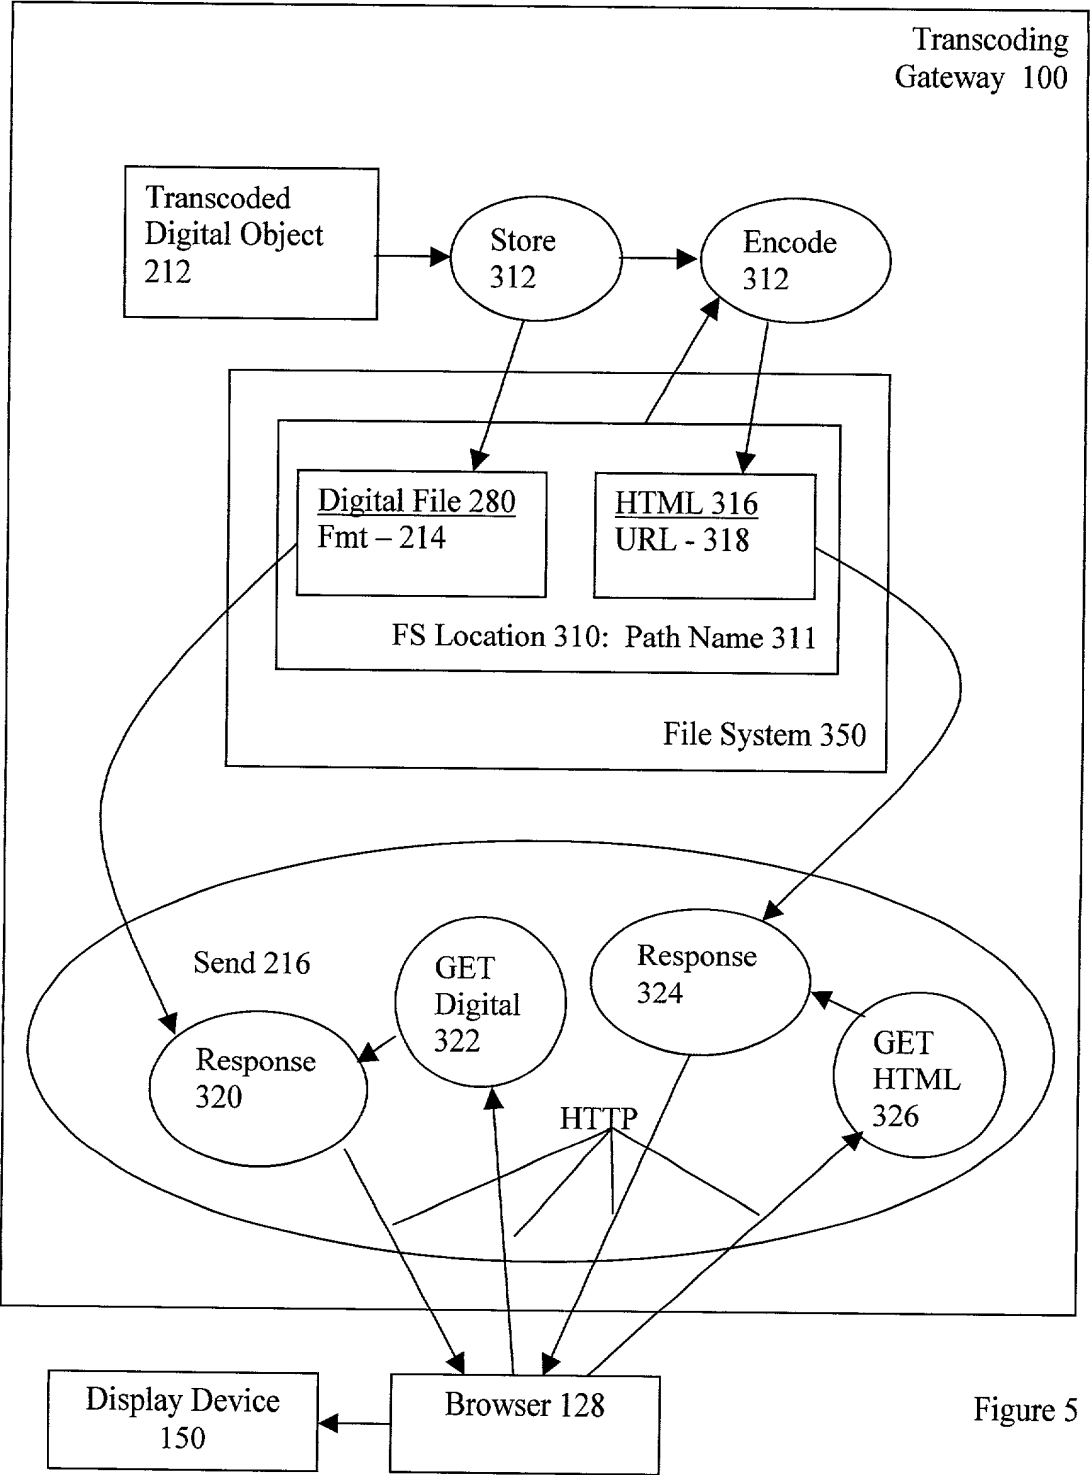 Transcoding
Gateway 100
Transcoded
Digital Object
212
Store
312
Encode
312
Digital File 280
Fmt – 214
HTML 316
URL - 318
FS Location 310: Path Name 311
File System 350
Send 216
GET
Digital
322
Response
324
Response
320
GET
HTML
326
HTTP
Display Device
150
Browser 128
Figure 5